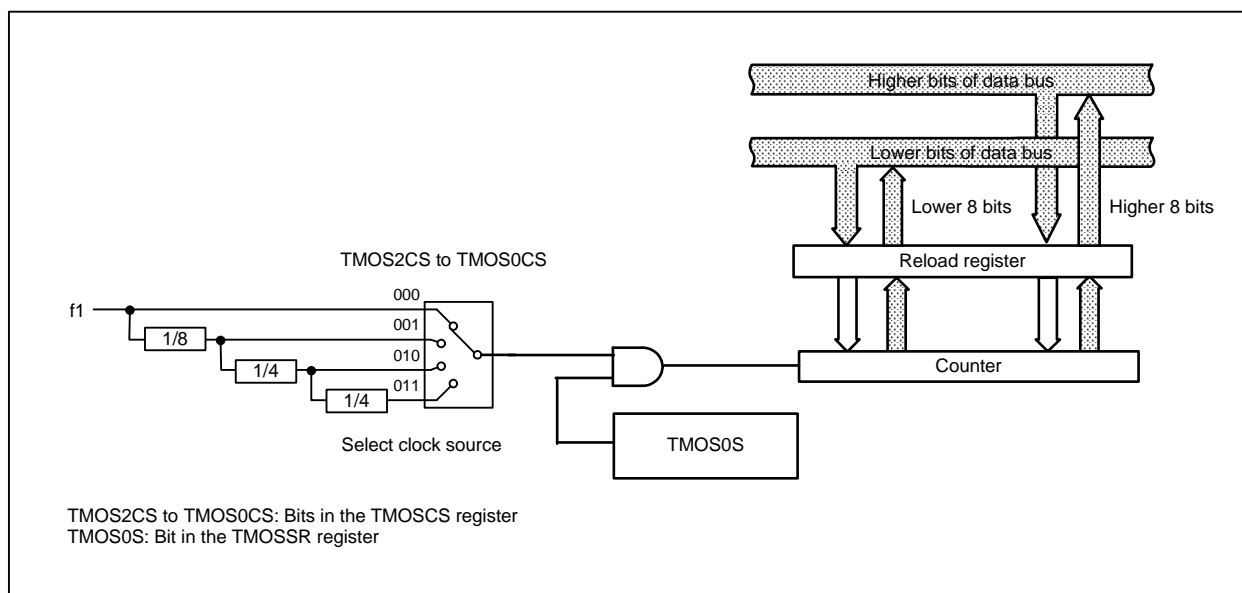 Higher bits of data bus
Lower bits of data bus
Lower 8 bits
Higher 8 bits
TMOS2CS to TMOS0CS
Reload register
000
f1
001
1/8
010
1/4
011
1/4
Counter
Select clock source
TMOS0S
TMOS2CS to TMOS0CS: Bits in the TMOSCS register
TMOS0S: Bit in the TMOSSR register